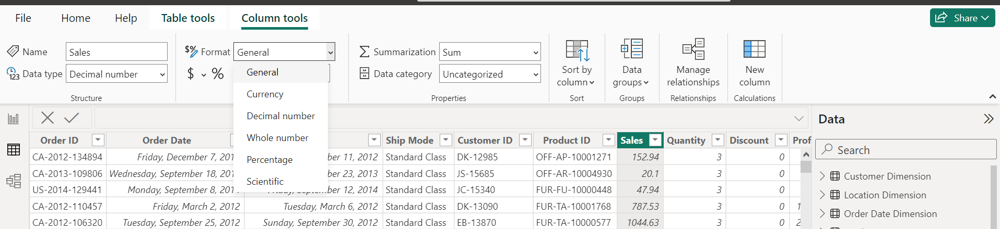 File Home Help Table tools Column tools Share
Name Sales $% Format General Summarization Sum
Data type Decimal number $ % Data category Uncategorized
General
Currency
Decimal number
Whole number
Percentage
Scientific
Sort by column
Data groups
Manage relationships
New column
Structure Properties Sort Groups Relationships Calculations
Data
Search
Customer Dimension
Location Dimension
Order Date Dimension
Order ID Order Date Ship Mode Customer ID Product ID Sales Quantity Discount Prof
CA-2012-134894 Friday, December 7, 201 ber 11, 2012 Standard Class DK-12985 OFF-AP-10001271 152.94 3 0
CA-2013-109806 Wednesday, September 18, 201 ber 23, 2013 Standard Class JS-15685 OFF-AR-10004930 20.1 3 0
US-2014-129441 Monday, September 8, 201 Friday, September 12, 2014 Standard Class JC-15340 FUR-FU-10000448 47.94 3 0
CA-2012-110457 Friday, March 2, 2012 Tuesday, March 6, 2012 Standard Class DK-13090 FUR-TA-10001768 787.53 3 0 1
CA-2012-106320 Tuesday, September 25, 2012 Sunday, September 30, 2012 Standard Class EB-13870 FUR-TA-10000577 1044.63 3 0 2